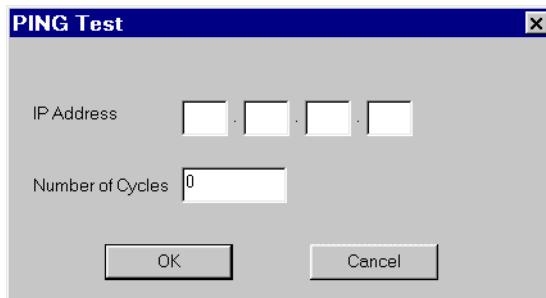 PING Test
IP Address . . .
Number of Cycles 0
OK Cancel